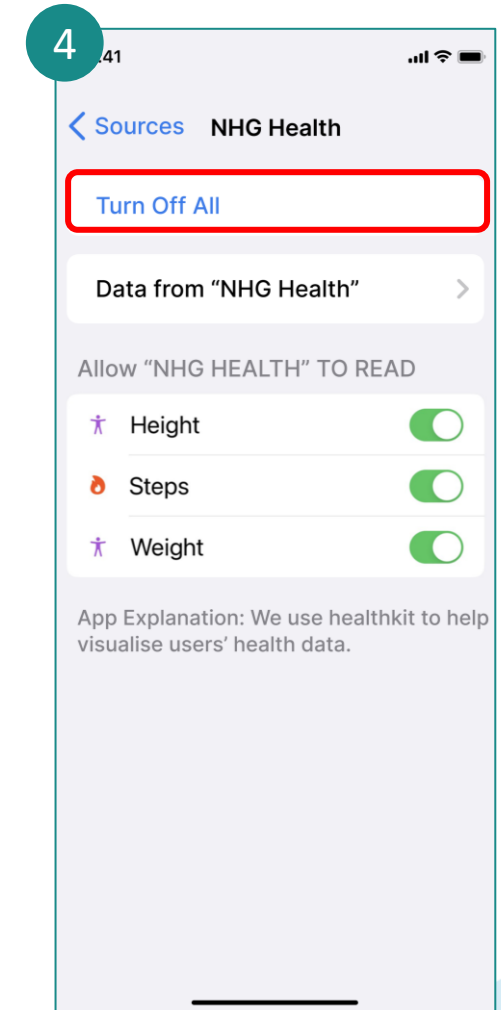 4
:41
Sources NHG Health
Turn Off All
Data from “NHG Health”
Allow “NHG HEALTH” TO READ
Height
Steps
Weight
App Explanation: We use healthkit to help
visualise users’ health data.